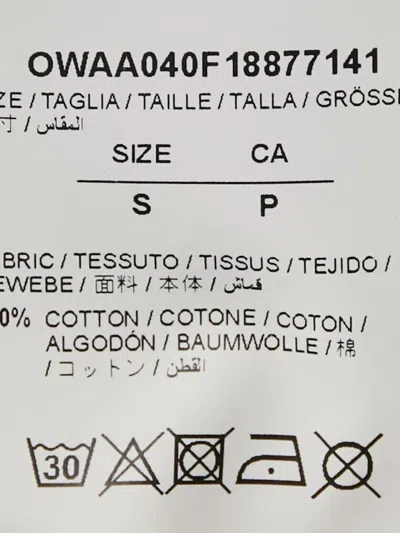 OWAA040F18877141
ZE / TAGLIA / TAILLE / TALLA / GRÖSSE
寸 / المقاس /
SIZE CA
S P
BRIC / TESSUTO / TISSUS / TEJIDO /
EWEBE / 面料 / 本体 / قماش /
0% COTTON / COTONE / COTON /
ALGODÓN / BAUMWOLLE / 棉
/ コットン / القطن /
30